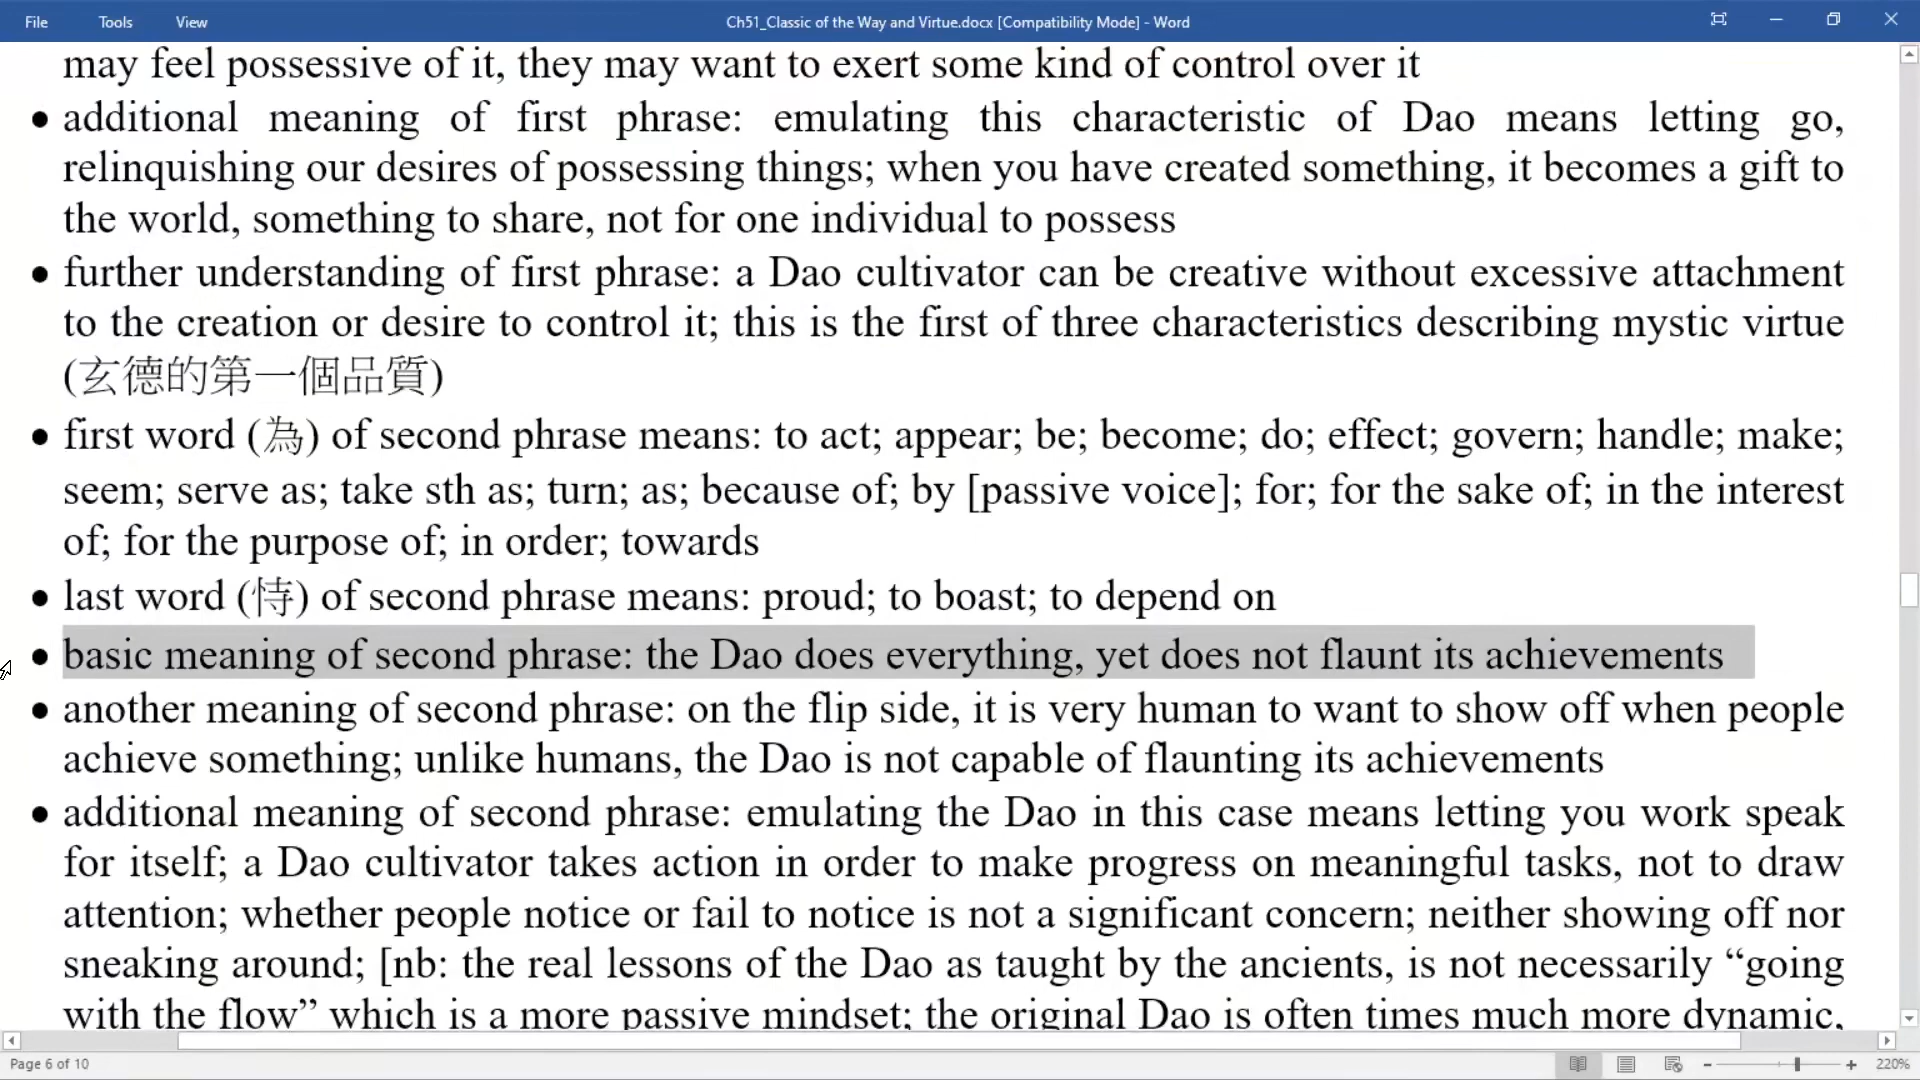 File Tools View Ch51_Classic of the Way and Virtue.docx [Compatibility Mode] - Word
may feel possessive of it, they may want to exert some kind of control over it
● additional meaning of first phrase: emulating this characteristic of Dao means letting go,
relinquishing our desires of possessing things; when you have created something, it becomes a gift to
the world, something to share, not for one individual to possess
● further understanding of first phrase: a Dao cultivator can be creative without excessive attachment
to the creation or desire to control it; this is the first of three characteristics describing mystic virtue
(玄德的第一個品質)
● first word (為) of second phrase means: to act; appear; be; become; do; effect; govern; handle; make;
seem; serve as; take sth as; turn; as; because of; by [passive voice]; for; for the sake of; in the interest
of; for the purpose of; in order; towards
● last word (恃) of second phrase means: proud; to boast; to depend on
● basic meaning of second phrase: the Dao does everything, yet does not flaunt its achievements
● another meaning of second phrase: on the flip side, it is very human to want to show off when people
achieve something; unlike humans, the Dao is not capable of flaunting its achievements
● additional meaning of second phrase: emulating the Dao in this case means letting you work speak
for itself; a Dao cultivator takes action in order to make progress on meaningful tasks, not to draw
attention; whether people notice or fail to notice is not a significant concern; neither showing off nor
sneaking around; [nb: the real lessons of the Dao as taught by the ancients, is not necessarily “going
with the flow” which is a more passive mindset; the original Dao is often times much more dynamic,
Page 6 of 10 220%